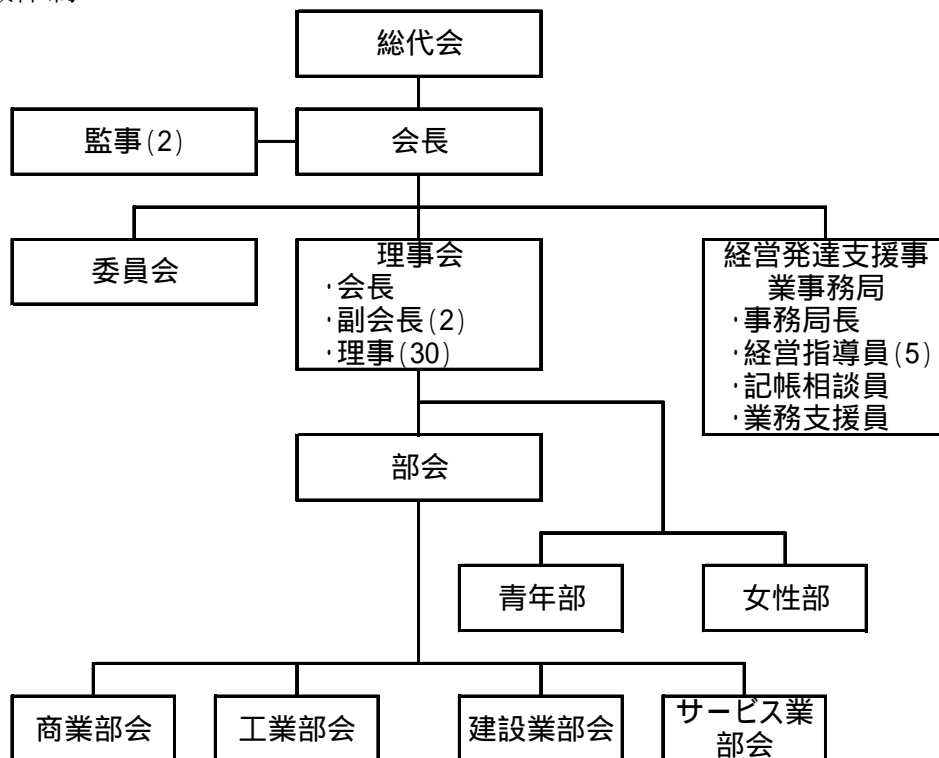 総代会
監事(2)
会長
委員会
理事会
・会長
・副会長(2)
・理事(30)
経営発達支援事
業事務局
・事務局長
・経営指導員(5)
・記帳相談員
・業務支援員
部会
青年部
女性部
商業部会
工業部会
建設業部会
サービス業
部会